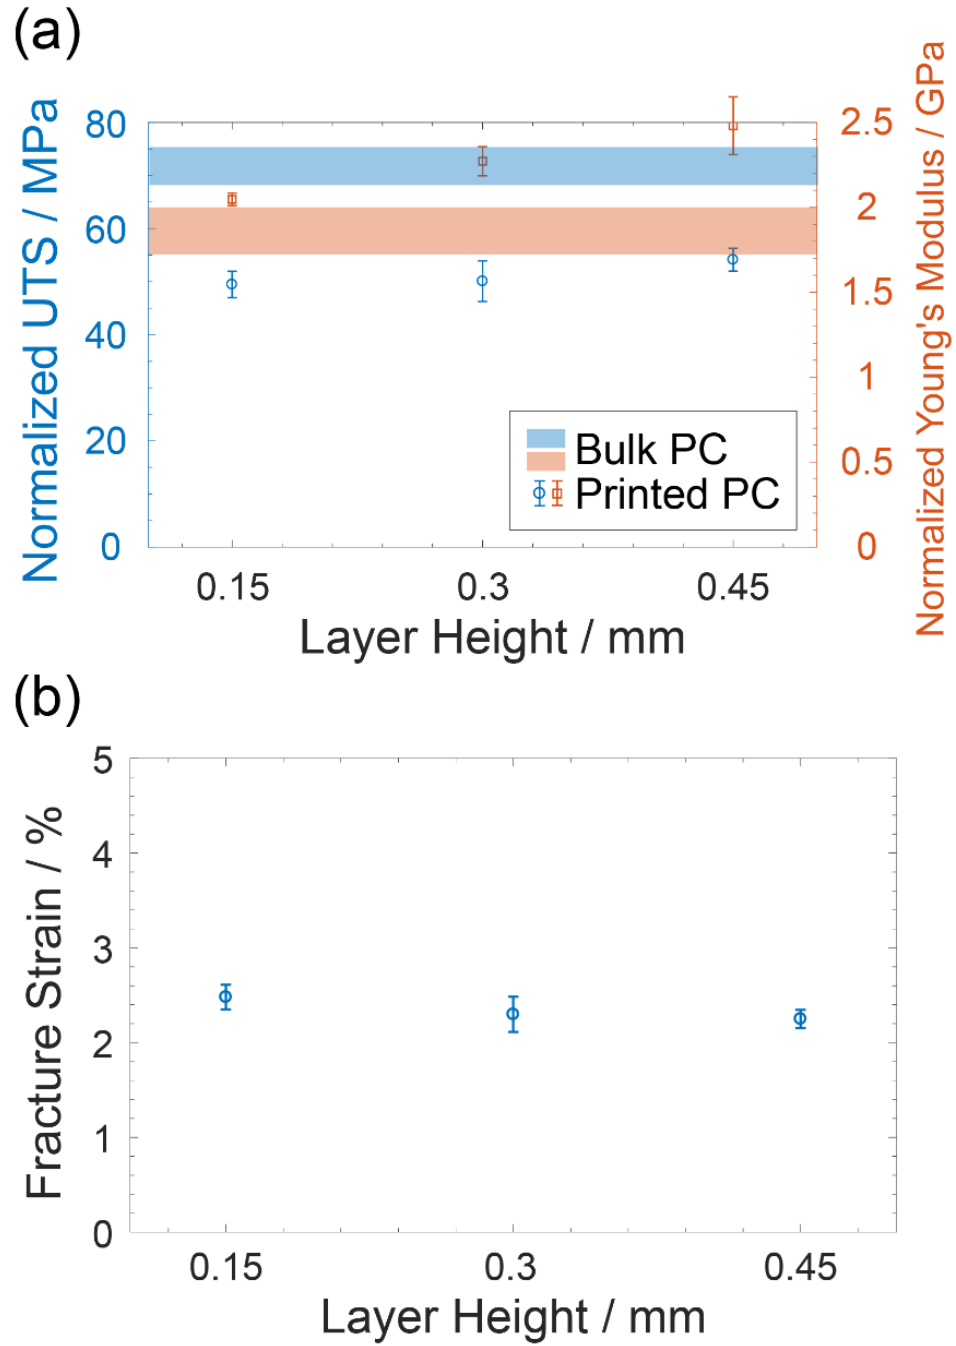 (a)
Normalized UTS / MPa
80
60
40
20
0
2.5
2
1.5
1
0.5
0
Normalized Young's Modulus / GPa
Bulk PC
Printed PC
0.15 0.3 0.45
Layer Height / mm
(b)
Fracture Strain / %
5
4
3
2
1
0
0.15 0.3 0.45
Layer Height / mm